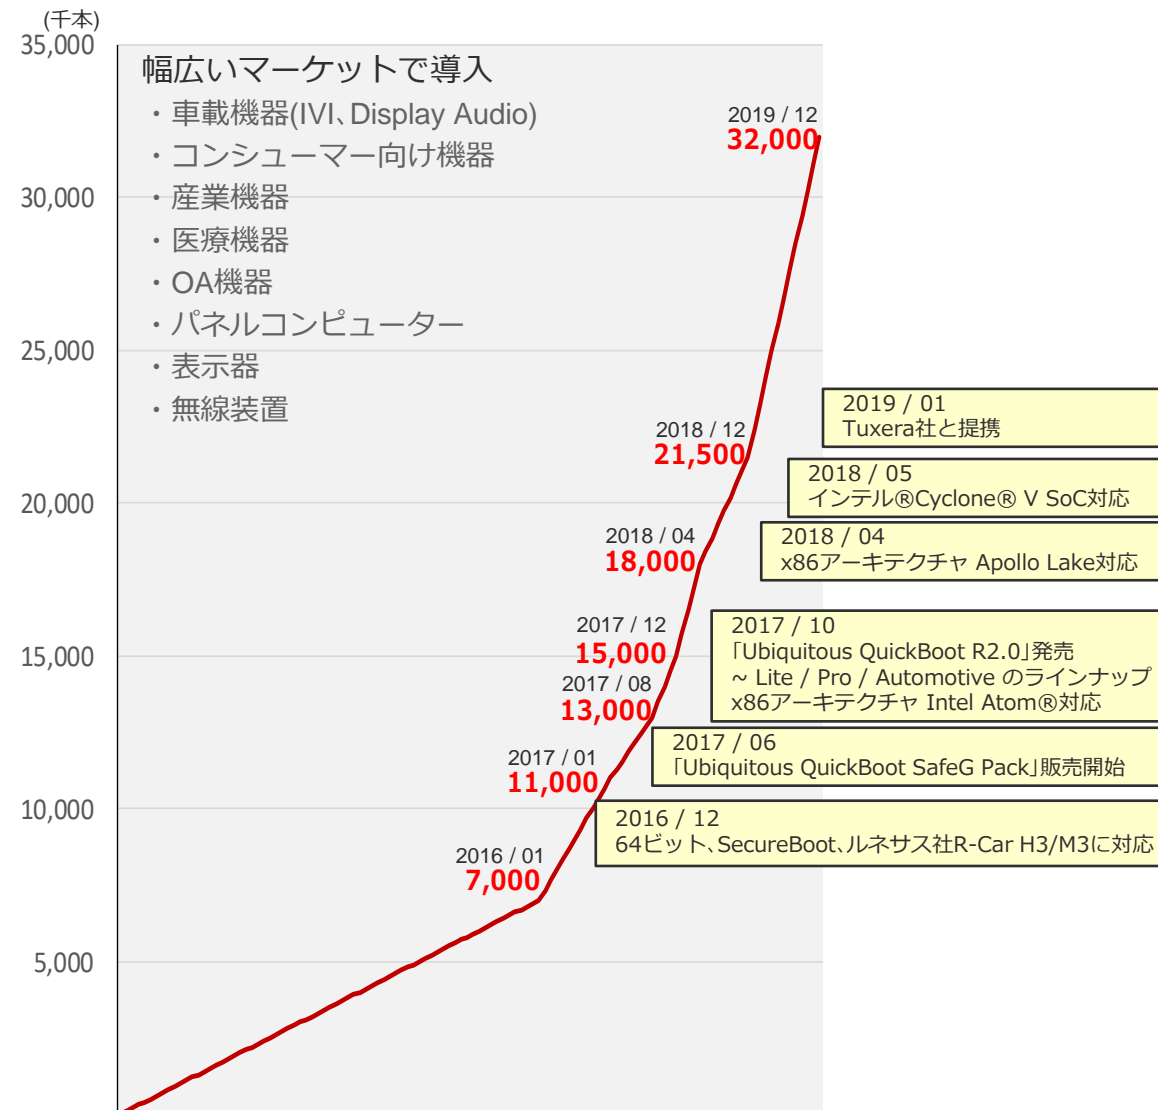 (千本)
35,000
30,000
25,000
20,000
15,000
10,000
5,000
幅広いマーケットで導入
・車載機器(IVI、Display Audio)
・コンシューマー向け機器
・産業機器
・医療機器
・OA機器
・パネルコンピューター
・表示器
・無線装置
2019 / 12
32,000
2018 / 12
21,500
2018 / 04
18,000
2017 / 12
15,000
2017 / 08
13,000
2017 / 01
11,000
2016 / 01
7,000
2019 / 01
Tuxera社と提携
2018 / 05
インテル®Cyclone® V SoC対応
2018 / 04
x86アーキテクチャ Apollo Lake対応
2017 / 10
「Ubiquitous QuickBoot R2.0」発売
~ Lite / Pro / Automotive のラインナップ
x86アーキテクチャ Intel Atom®対応
2017 / 06
「Ubiquitous QuickBoot SafeG Pack」販売開始
2016 / 12
64ビット、SecureBoot、ルネサス社R-Car H3/M3に対応